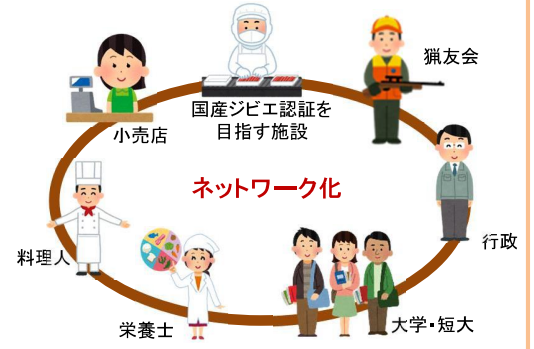 猟友会
国産ジビエ認証を
目指す施設
小売店
ネットワーク化
行政
料理人
栄養士
大学・短大